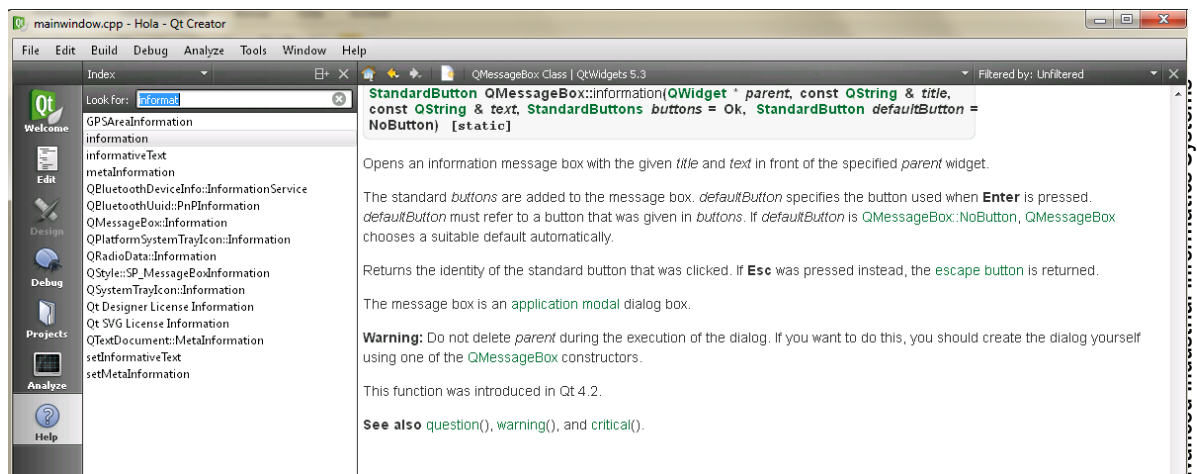 mainwindow.cpp - Hola - Qt Creator
File Edit Build Debug Analyze Tools Window Help
Index
QMessageBox Class | QtWidgets 5.3
Filtered by: Unfiltered
Look for: informat
GPSAreaInformation
information
informativeText
metaInformation
QBluetoothDeviceInfo::InformationService
QBluetoothUuid::PnPInformation
QMessageBox::Information
QPlatformSystemTrayIcon::Information
QRadioData::Information
QStyle::SP_MessageBoxInformation
QSystemTrayIcon::Information
Qt Designer License Information
Qt SVG License Information
QTextDocument::MetaInformation
setInformativeText
setMetaInformation
Qt
Welcome
Edit
Design
Debug
Projects
Analyze
Help
StandardButton QMessageBox::information(QWidget * parent, const QString & title,
const QString & text, StandardButtons buttons = Ok, StandardButton defaultButton =
NoButton) [static]
Opens an information message box with the given title and text in front of the specified parent widget.
The standard buttons are added to the message box. defaultButton specifies the button used when Enter is pressed.
defaultButton must refer to a button that was given in buttons. If defaultButton is QMessageBox::NoButton, QMessageBox
chooses a suitable default automatically.
Returns the identity of the standard button that was clicked. If Esc was pressed instead, the escape button is returned.
The message box is an application modal dialog box.
Warning: Do not delete parent during the execution of the dialog. If you want to do this, you should create the dialog yourself
using one of the QMessageBox constructors.
This function was introduced in Qt 4.2.
See also question(), warning(), and critical().